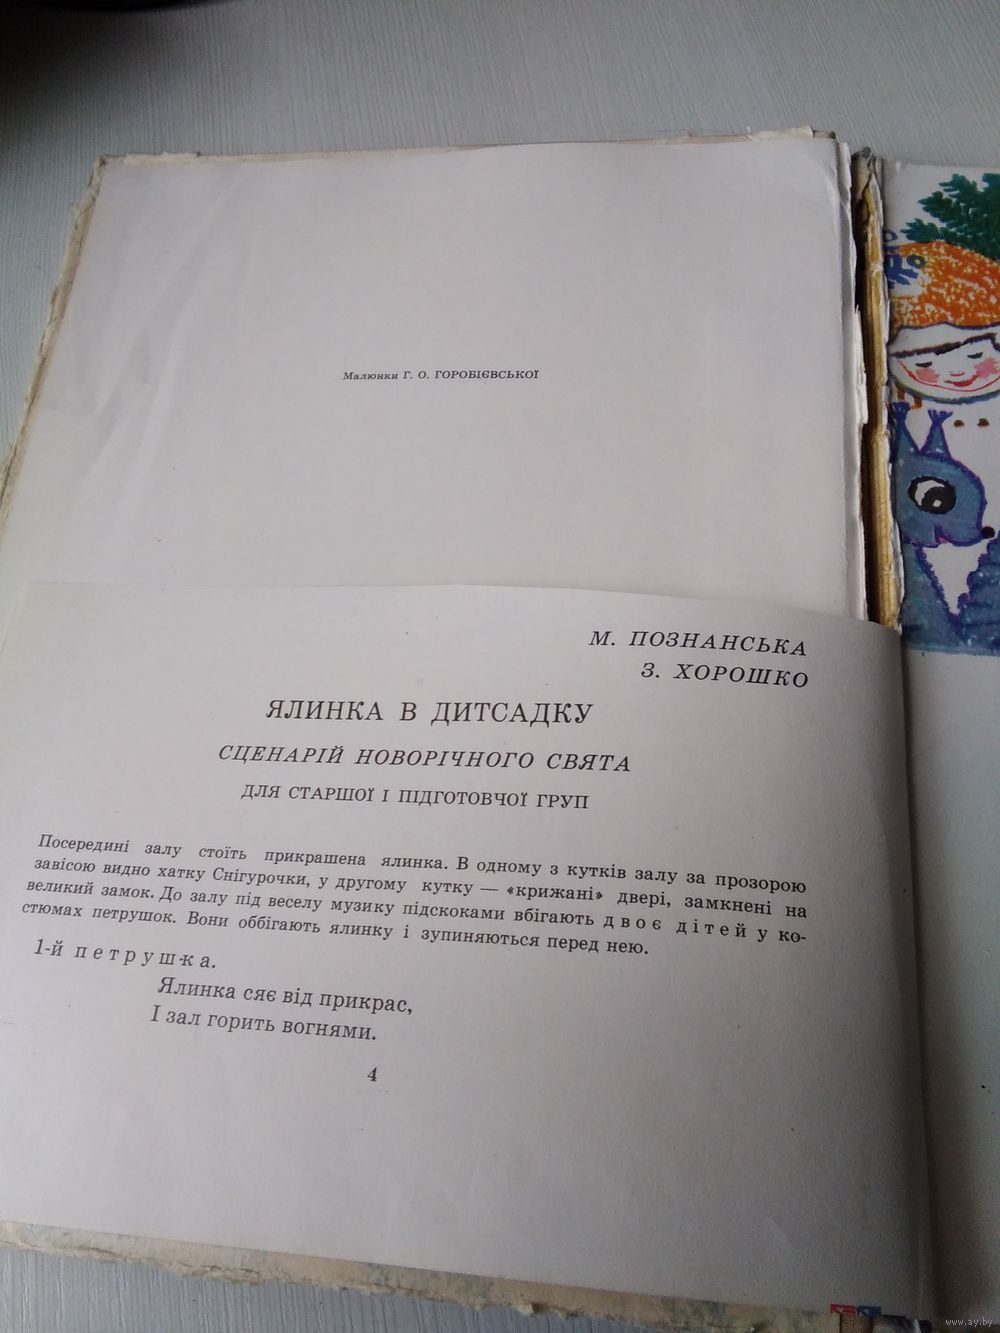 Малюнки Г. О. ГОРОБІЄВСЬКОЇ
М. ПОЗНАНСЬКА
З. ХОРОШКО
ЯЛИНКА В ДИТСАДКУ
СЦЕНАРІЙ НОВОРІЧНОГО СВЯТА
ДЛЯ СТАРШОЇ І ПІДГОТОВЧОЇ ГРУП
Посередині залу стоїть прикрашена ялинка. В одному з кутків залу за прозорою
завісою видно хатку Снігурочки, у другому кутку — «крижані» двері, замкнені на
великий замок. До залу під веселу музику підскоками вбігають двоє дітей у ко-
стюмах петрушок. Вони оббігають ялинку і зупиняються перед нею.
1-й петрушка.
Ялинка сяє від прикрас,
І зал горить вогнями.
4
www.ay.by